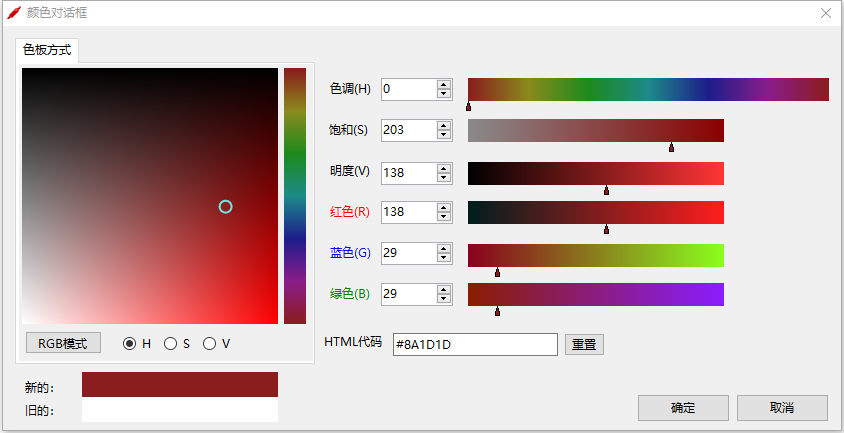 颜色对话框
色板方式
色调(H) 0
饱和(S) 203
明度(V) 138
红色(R) 138
蓝色(G) 29
绿色(B) 29
RGB模式 H S V
HTML代码 #8A1D1D 重置
新的:
旧的:
确定 取消